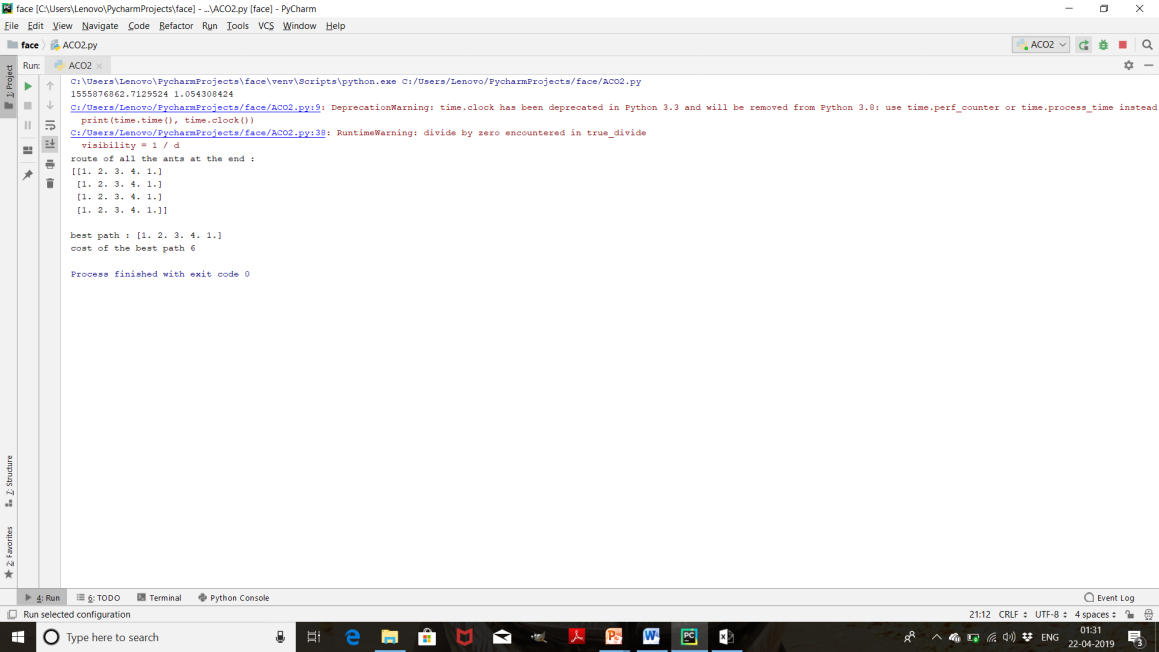 face [C:\Users\Lenovo\PycharmProjects\face] - ...\ACO2.py [face] - PyCharm
File Edit View Navigate Code Refactor Run Tools VCS Window Help
face ACO2.py ACO2
Run: ACO2
1: Project
C:\Users\Lenovo\PycharmProjects\face\venv\Scripts\python.exe C:/Users/Lenovo/PycharmProjects/face/ACO2.py
1555876862.7129524 1.054308424
C:/Users/Lenovo/PycharmProjects/face/ACO2.py:9: DeprecationWarning: time.clock has been deprecated in Python 3.3 and will be removed from Python 3.8: use time.perf_counter or time.process_time instead
print(time.time(), time.clock())
C:/Users/Lenovo/PycharmProjects/face/ACO2.py:38: RuntimeWarning: divide by zero encountered in true_divide
visibility = 1 / d
route of all the ants at the end :
[[1. 2. 3. 4. 1.]
[1. 2. 3. 4. 1.]
[1. 2. 3. 4. 1.]
[1. 2. 3. 4. 1.]]
best path : [1. 2. 3. 4. 1.]
cost of the best path 6
Process finished with exit code 0
7: Structure
2: Favorites
4: Run 6: TODO Terminal Python Console Event Log
Run selected configuration 21:12 CRLF UTF-8 4 spaces
Type here to search ENG 01:31
22-04-2019 3